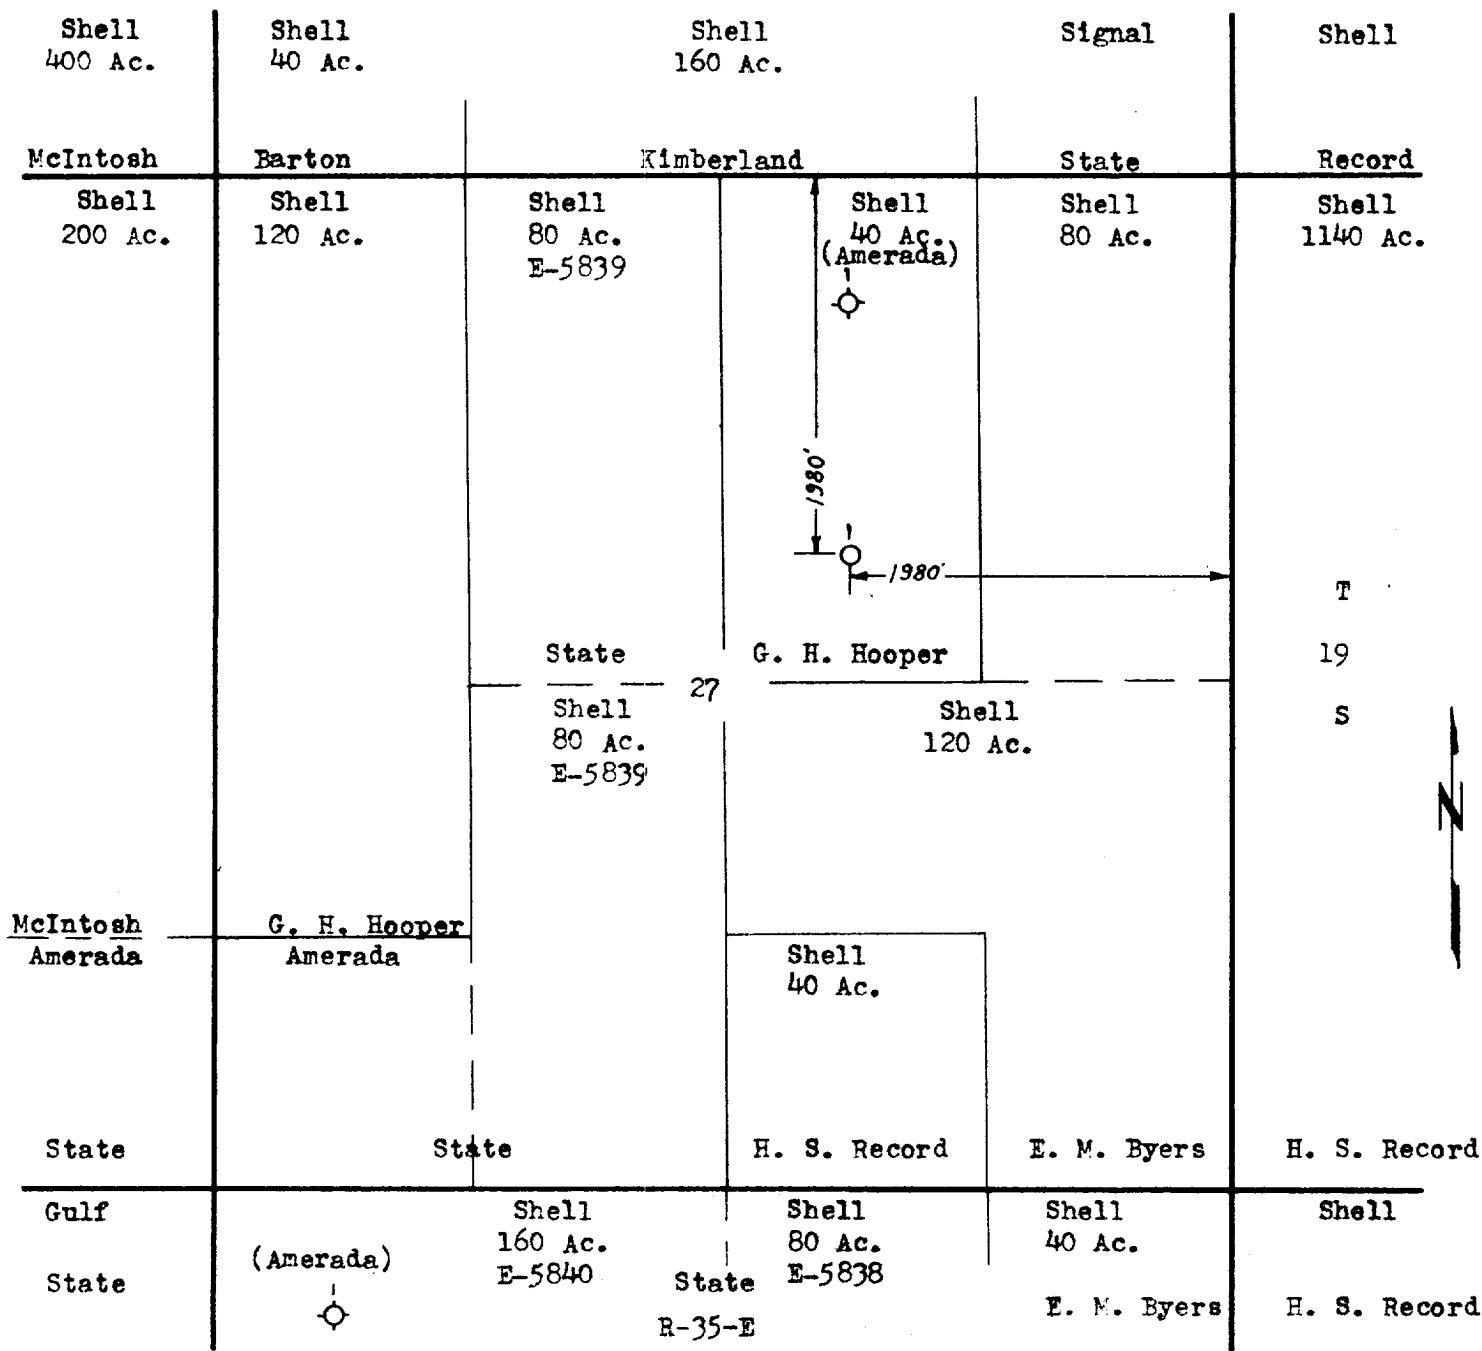 Shell Shell Shell Signal Shell
400 Ac. 40 Ac. 160 Ac.
McIntosh Barton Kimberland State Record
Shell Shell Shell Shell Shell Shell
200 Ac. 120 Ac. 80 Ac. 40 Ac. 80 Ac. 1140 Ac.
E-5839 (Amerada)
1
1980'
1
1980'
T
State G. H. Hooper 19
27
Shell Shell S
80 Ac. 120 Ac.
E-5839
N
McIntosh G. H. Hooper
Amerada Amerada Shell
40 Ac.
State State H. S. Record E. M. Byers H. S. Record
Gulf Shell Shell Shell Shell
160 Ac. 80 Ac. 40 Ac.
(Amerada) E-5840 E-5838
State State
E. M. Byers H. S. Record
R-35-E